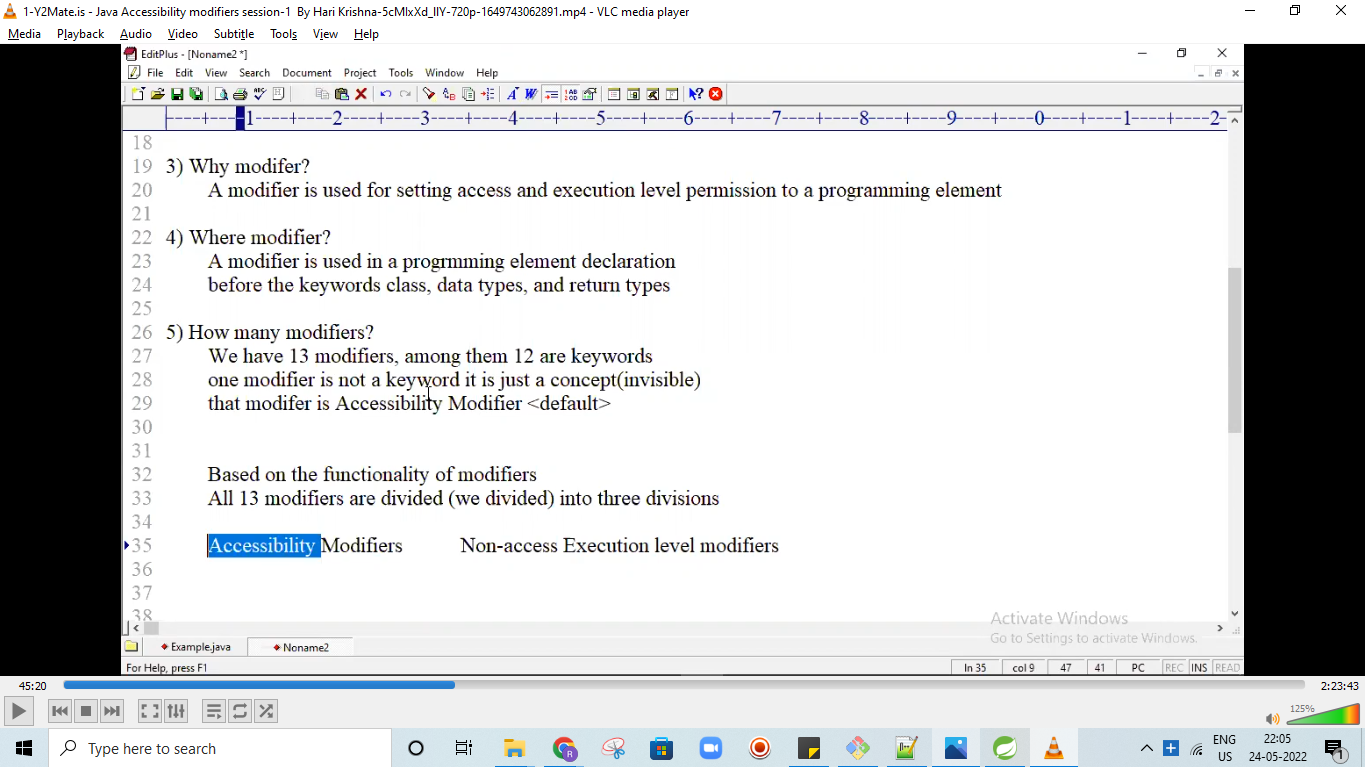 1-Y2Mate.is - Java Accessibility modifiers session-1 By Hari Krishna-5cMlxXd_lIY-720p-1649743062891.mp4 - VLC media player
Media Playback Audio Video Subtitle Tools View Help
EditPlus - [Noname2 *]
File Edit View Search Document Project Tools Window Help
----+----1----+----2----+----3----+----4----+----5----+----6----+----7----+----8----+----9----+----0----+----1----+----2-
18
19 3) Why modifer?
20 A modifier is used for setting access and execution level permission to a programming element
21
22 4) Where modifier?
23 A modifier is used in a progrmming element declaration
24 before the keywords class, data types, and return types
25
26 5) How many modifiers?
27 We have 13 modifiers, among them 12 are keywords
28 one modifier is not a keyword it is just a concept(invisible)
29 that modifer is Accessibility Modifier <default>
30
31
32 Based on the functionality of modifiers
33 All 13 modifiers are divided (we divided) into three divisions
34
35 Accessibility Modifiers Non-access Execution level modifiers
36
37
38
Activate Windows
Go to Settings to activate Windows.
Example.java Noname2
For Help, press F1 ln 35 col 9 47 41 PC REC INS READ
45:20 2:23:43
125%
Type here to search
ENG
US
22:05
24-05-2022
1